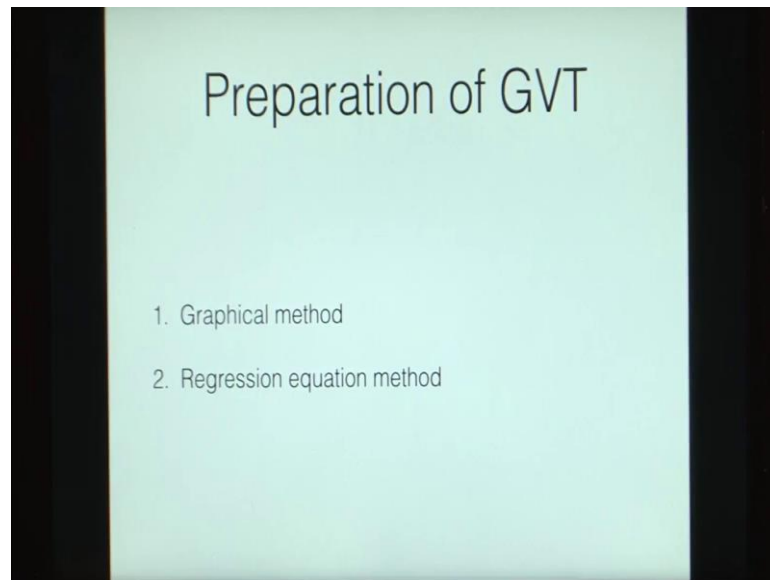 Preparation of GVT
1. Graphical method
2. Regression equation method